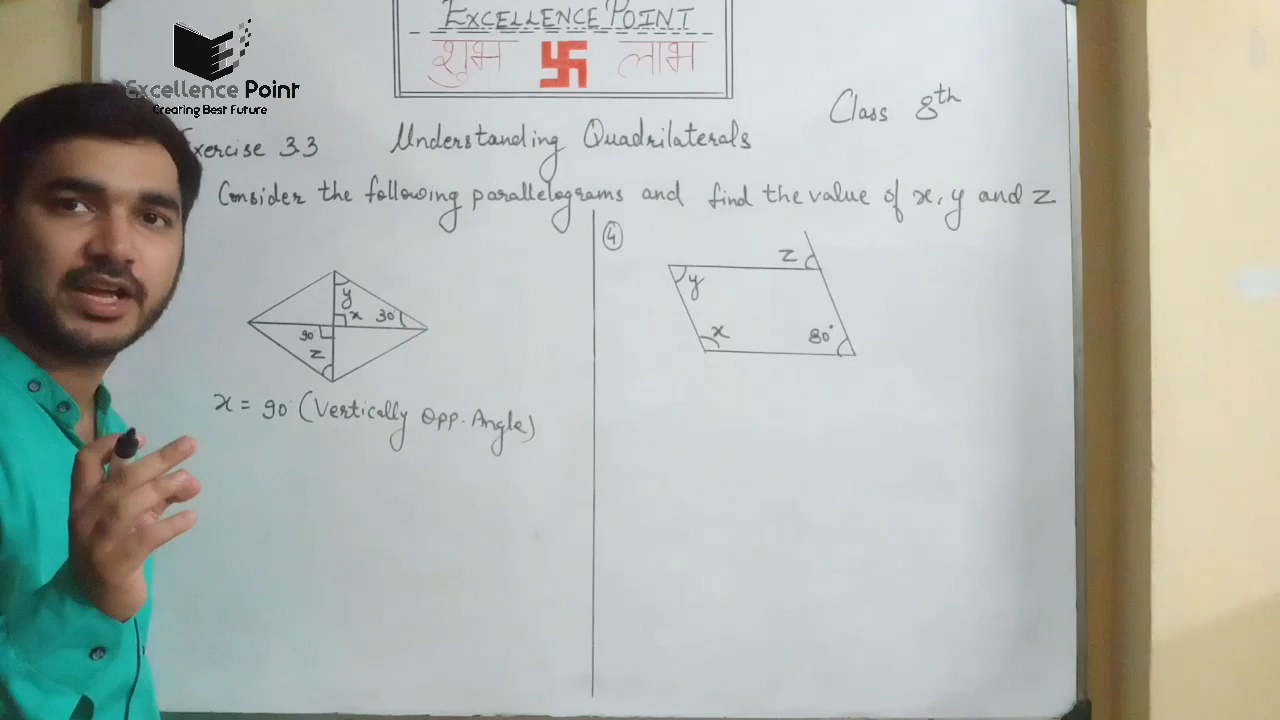 EXCELLENCE POINT
शुभ 卐 लाभ
Excellence Point
Creating Best Future
Class 8th
Exercise 3.3
Understanding Quadrilaterals
Consider the following parallelograms and find the value of x, y and z
y
x 30°
90°
z
x = 90° (Vertically Opp. Angle)
④
z
y
x
80°